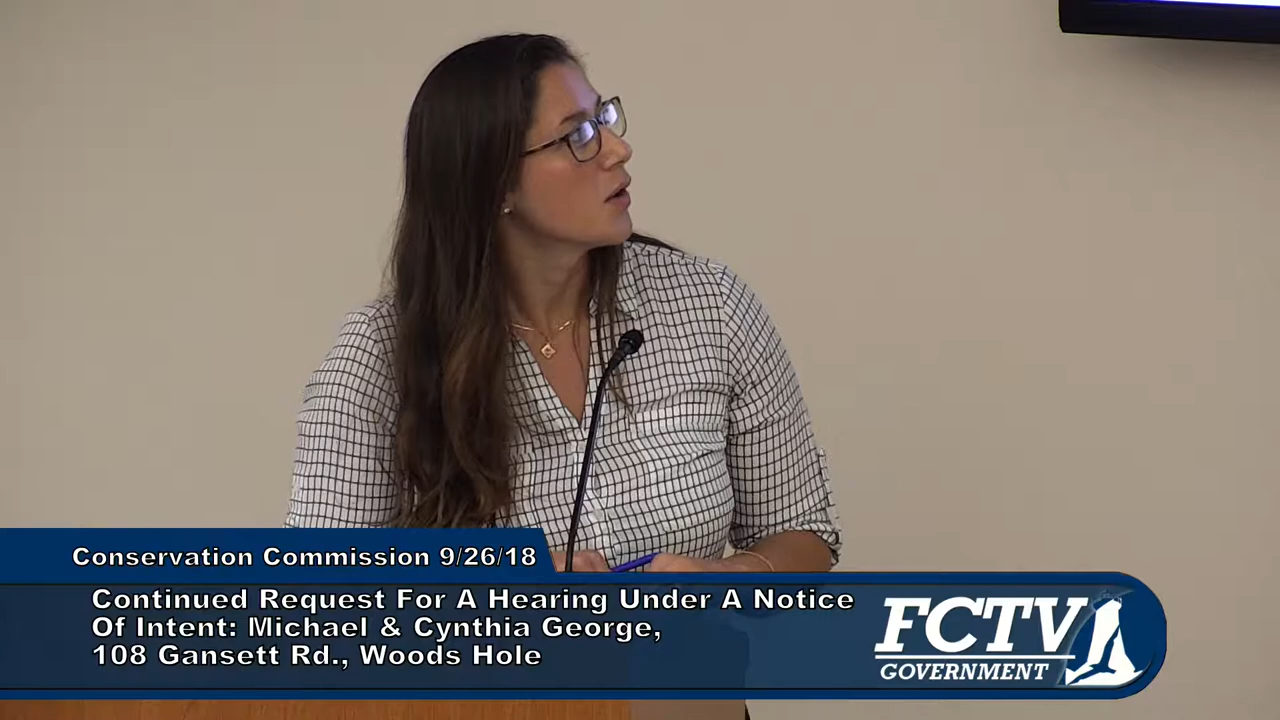 Conservation Commission 9/26/18
Continued Request For A Hearing Under A Notice
Of Intent: Michael & Cynthia George,
108 Gansett Rd., Woods Hole
FCTV
GOVERNMENT